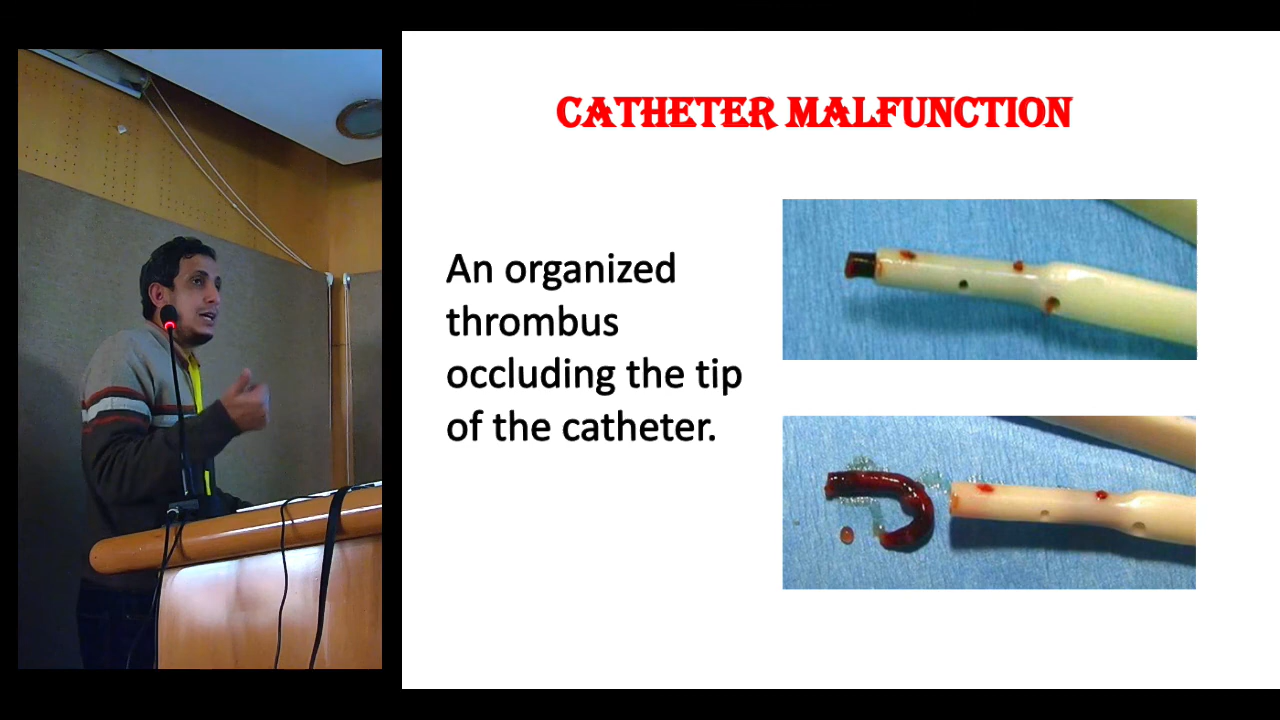 CATHETER MALFUNCTION
An organized
thrombus
occluding the tip
of the catheter.